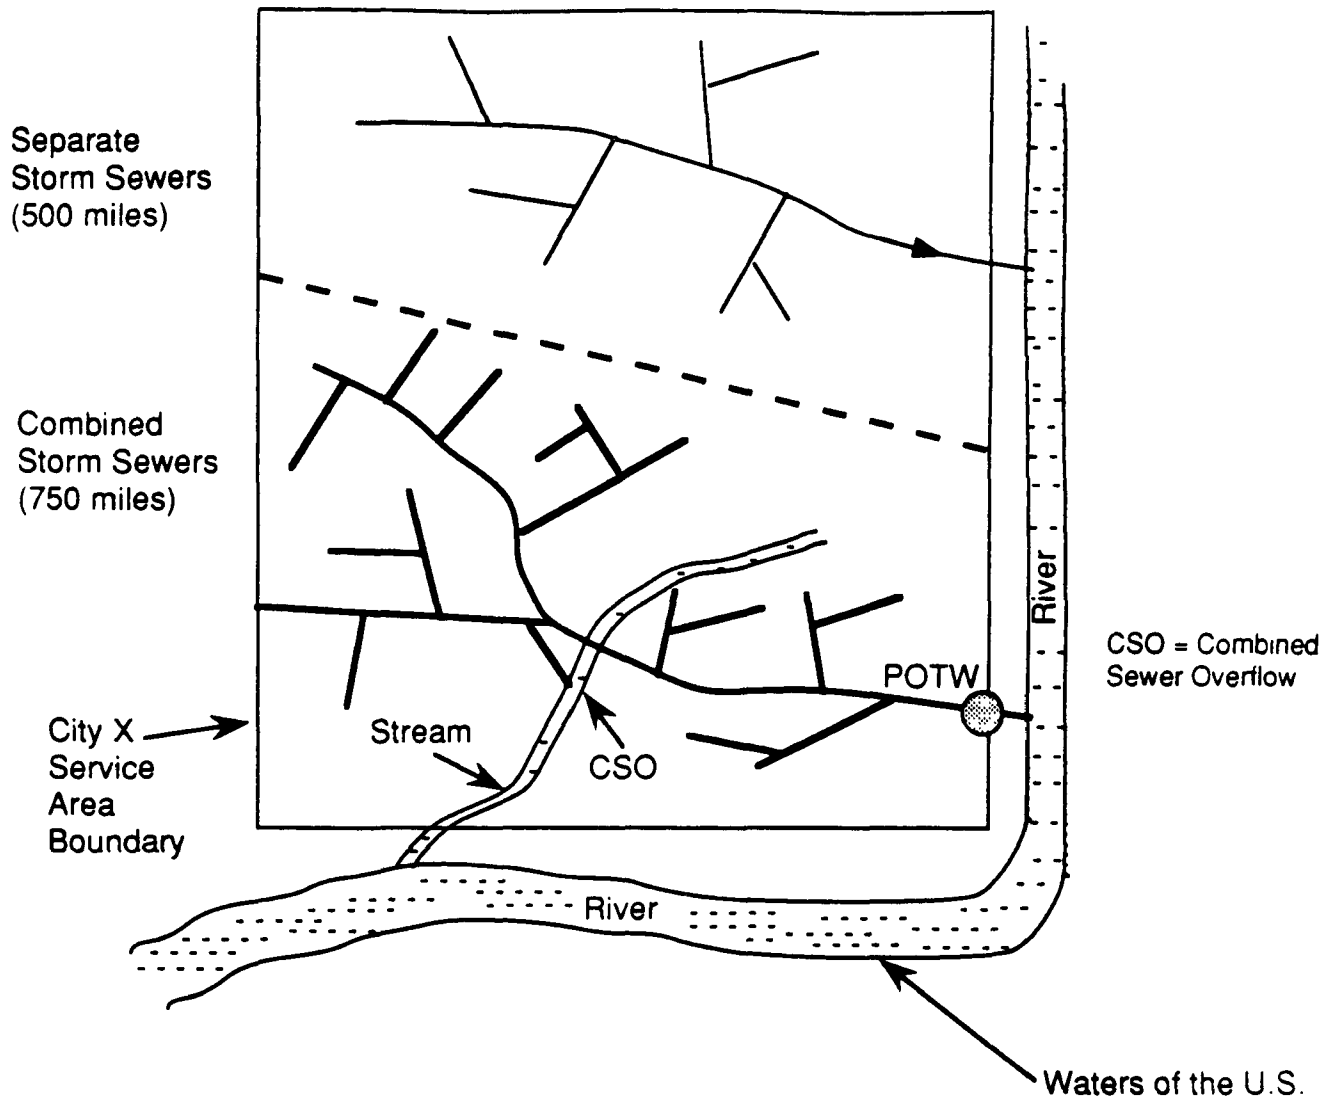 Separate
Storm Sewers
(500 miles)
Combined
Storm Sewers
(750 miles)
River
CSO = Combined
Sewer Overflow
POTW
City X
Service
Area
Boundary
Stream
CSO
River
Waters of the U.S.